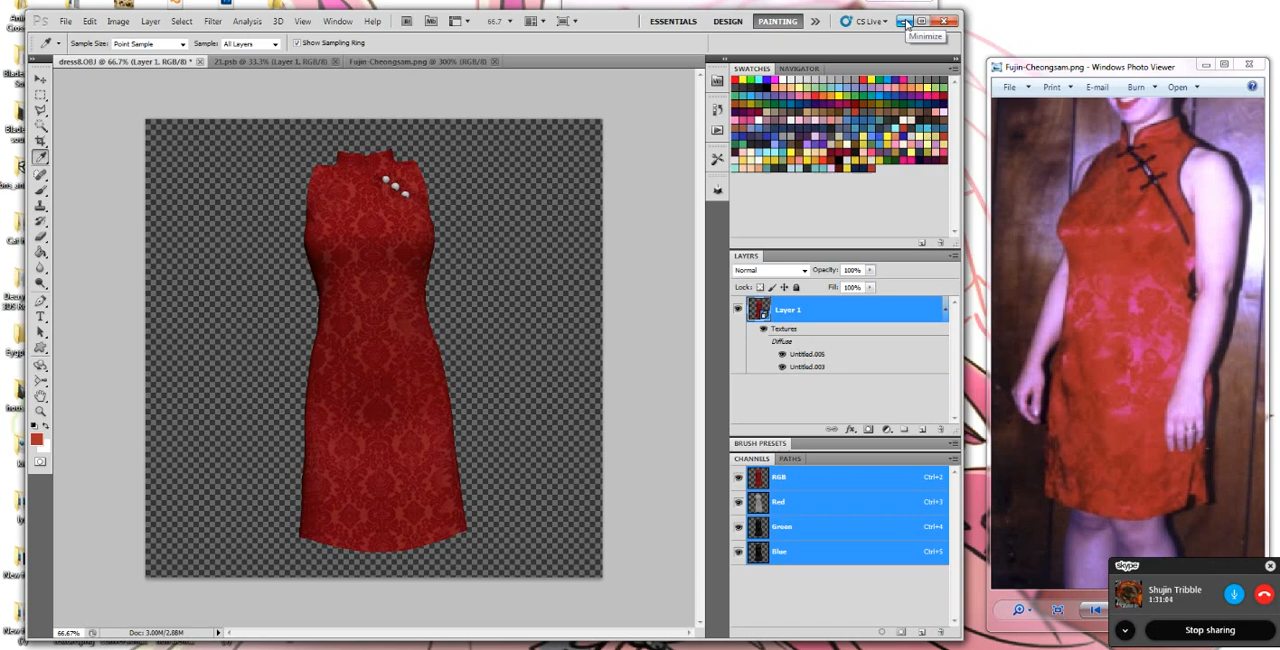 Ps File Edit Image Layer Select Filter Analysis 3D View Window Help Mb 66.7 ESSENTIALS DESIGN PAINTING CS Live
Minimize
Sample Size: Point Sample Sample: All Layers Show Sampling Ring
dress8.OBJ @ 66.7% (Layer 1, RGB/8) * 21.psb @ 33.3% (Layer 1, RGB/8) Fujin-Cheongsam.png @ 300% (RGB/8)
SWATCHES NAVIGATOR
LAYERS
Normal Opacity: 100%
Lock: Fill: 100%
Layer 1
Textures
Diffuse
Untitled.005
Untitled.003
BRUSH PRESETS
CHANNELS PATHS
RGB Ctrl+2
Red Ctrl+3
Green Ctrl+4
Blue Ctrl+5
66.67% Doc: 3.00M/2.88M
Fujin-Cheongsam.png - Windows Photo Viewer
File Print E-mail Burn Open
skype
Shujin Tribble
1:31:04
Stop sharing